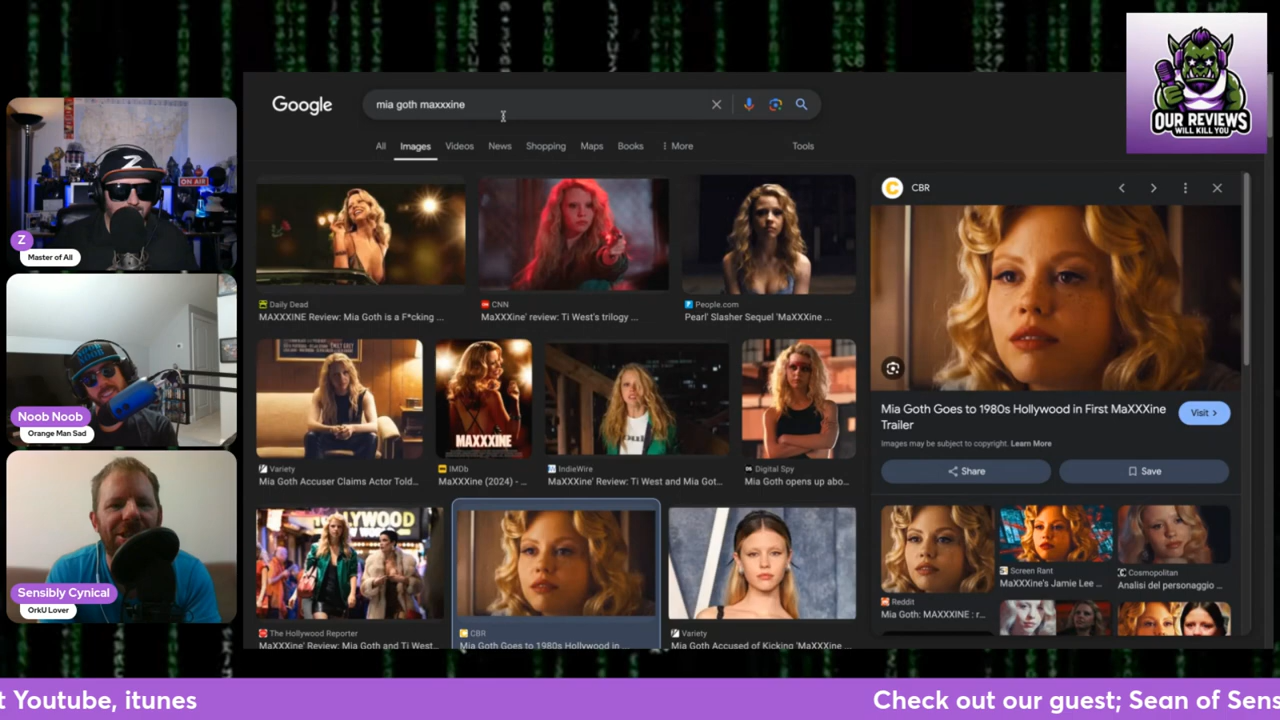 OUR REVIEWS
WILL KILL YOU
Google
mia goth maxxxine
All
Images
Videos
News
Shopping
Maps
Books
More
Tools
CBR
ON AIR
Z
Master of All
Daily Dead
MAXXXINE Review: Mia Goth is a F*cking ...
CNN
MaXXXine' review: Ti West's trilogy ...
People.com
Pearl' Slasher Sequel 'MaXXXine ...
Mia Goth Goes to 1980s Hollywood in First MaXXXine
Trailer
Visit >
Images may be subject to copyright. Learn More
Share
Save
Noob Noob
Orange Man Sad
MAXXXINE
Variety
Mia Goth Accuser Claims Actor Told...
IMDb
MaXXXine (2024) - ...
IndieWire
MaXXXine' Review: Ti West and Mia Got...
Digital Spy
Mia Goth opens up abo...
HOLLYWOOD
Screen Rant
MaXXXine's Jamie Lee ...
Cosmopolitan
Analisi del personaggio ...
Reddit
Mia Goth: MAXXXINE : r...
Sensibly Cynical
OrkU Lover
The Hollywood Reporter
MaXXXine' Review: Mia Goth and Ti West...
CBR
Mia Goth Goes to 1980s Hollywood in ...
Variety
Mia Goth Accused of Kicking 'MaXXXine ...
t Youtube, itunes
Check out our guest; Sean of Sens